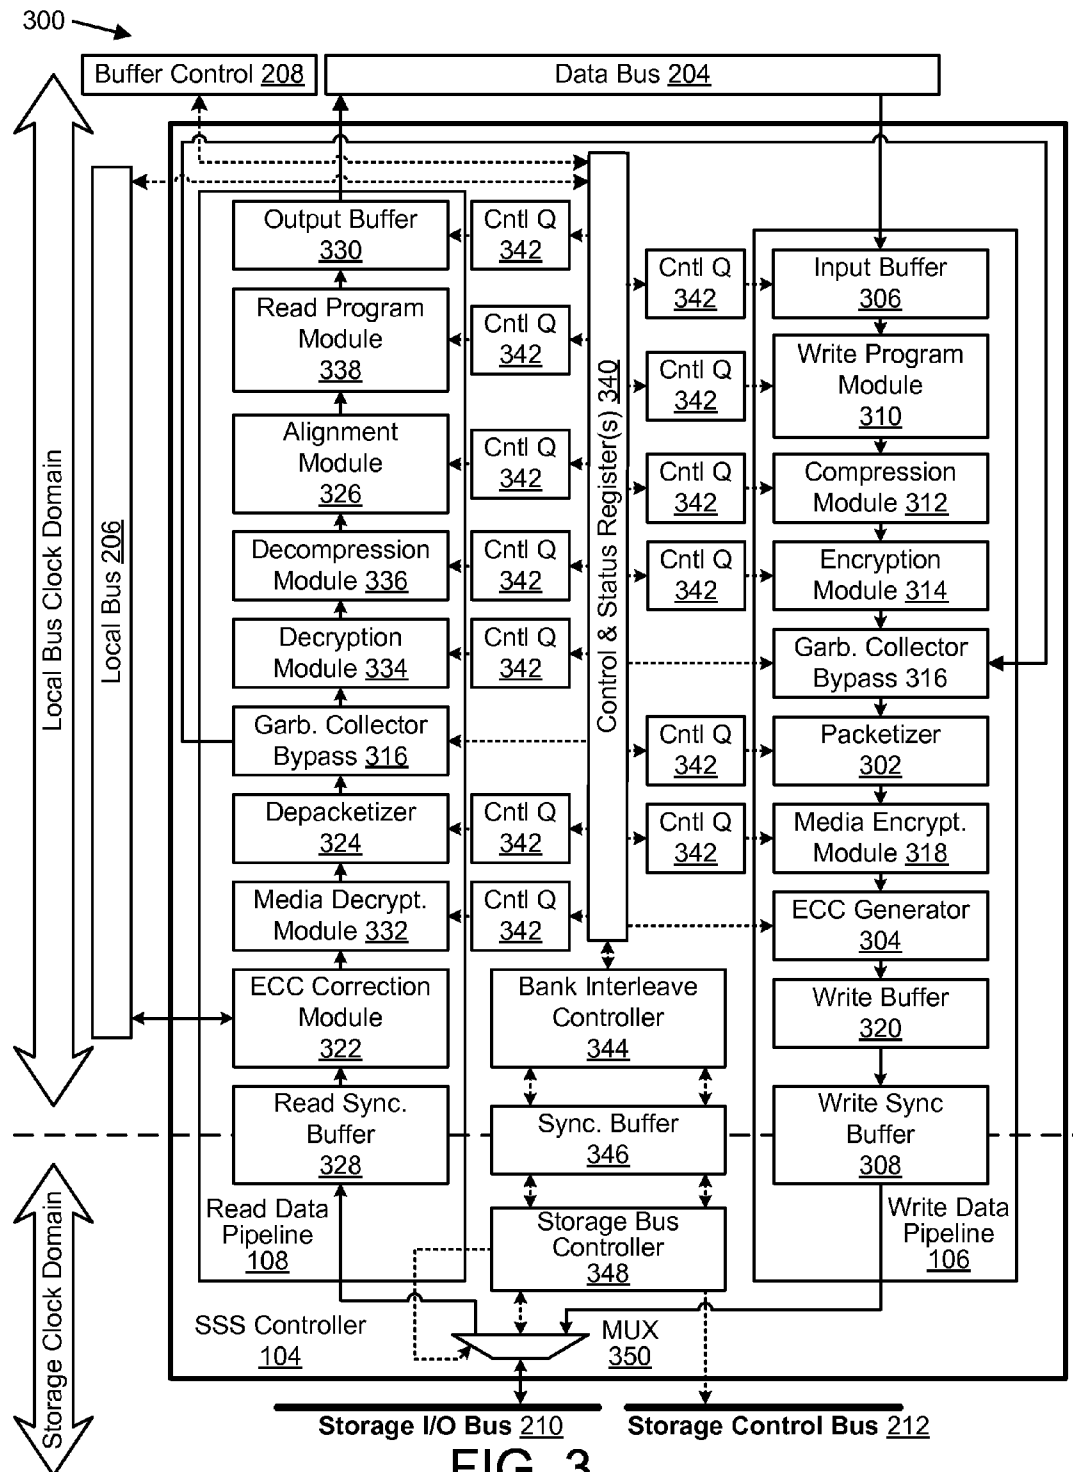 300
Buffer Control 208
Data Bus 204
Local Bus Clock Domain
Local Bus 206
Output Buffer
330
Cntl Q
342
Read Program
Module
338
Cntl Q
342
Alignment
Module
326
Cntl Q
342
Decompression
Module 336
Cntl Q
342
Decryption
Module 334
Cntl Q
342
Garb. Collector
Bypass 316
Depacketizer
324
Cntl Q
342
Media Decrypt.
Module 332
Cntl Q
342
ECC Correction
Module
322
Read Sync.
Buffer
328
Read Data
Pipeline
108
Control & Status Register(s) 340
Bank Interleave
Controller
344
Sync. Buffer
346
Storage Bus
Controller
348
Cntl Q
342
Input Buffer
306
Cntl Q
342
Write Program
Module
310
Cntl Q
342
Compression
Module 312
Cntl Q
342
Encryption
Module 314
Garb. Collector
Bypass 316
Cntl Q
342
Packetizer
302
Cntl Q
342
Media Encrypt.
Module 318
ECC Generator
304
Write Buffer
320
Write Sync
Buffer
308
Write Data
Pipeline
106
Storage Clock Domain
SSS Controller
104
MUX
350
Storage I/O Bus 210
Storage Control Bus 212
FIG. 3